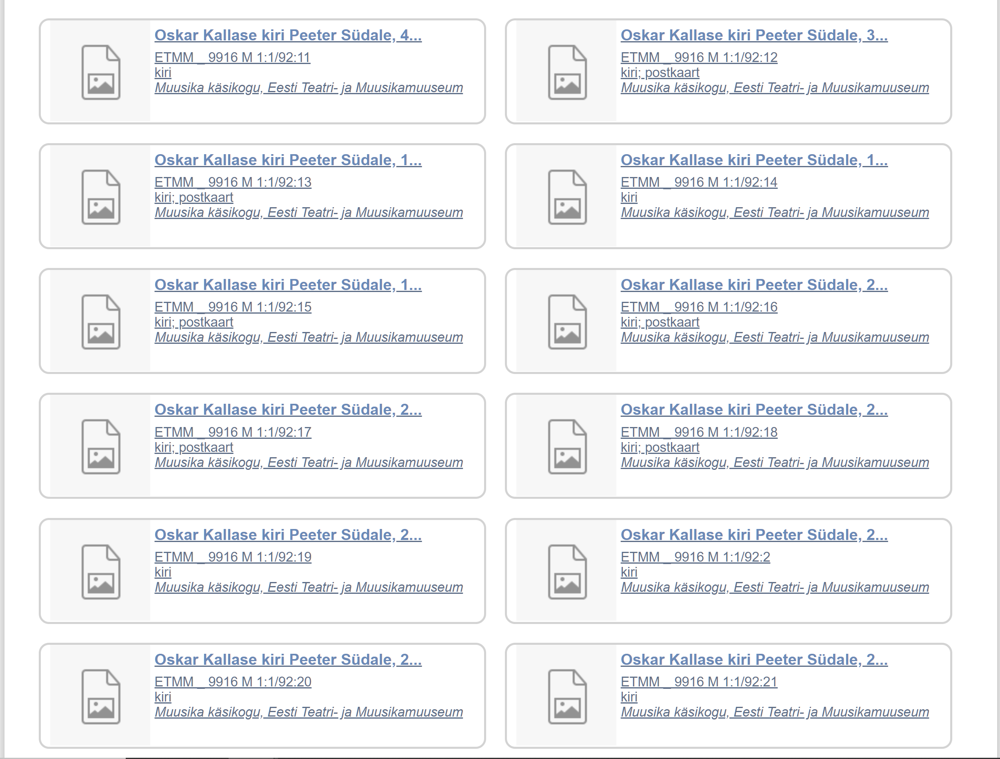 Oskar Kallase kiri Peeter Südale, 4...
ETMM _ 9916 M 1:1/92:11
kiri
Muusika käsikogu, Eesti Teatri- ja Muusikamuuseum
Oskar Kallase kiri Peeter Südale, 3...
ETMM _ 9916 M 1:1/92:12
kiri; postkaart
Muusika käsikogu, Eesti Teatri- ja Muusikamuuseum
Oskar Kallase kiri Peeter Südale, 1...
ETMM _ 9916 M 1:1/92:13
kiri; postkaart
Muusika käsikogu, Eesti Teatri- ja Muusikamuuseum
Oskar Kallase kiri Peeter Südale, 1...
ETMM _ 9916 M 1:1/92:14
kiri
Muusika käsikogu, Eesti Teatri- ja Muusikamuuseum
Oskar Kallase kiri Peeter Südale, 1...
ETMM _ 9916 M 1:1/92:15
kiri; postkaart
Muusika käsikogu, Eesti Teatri- ja Muusikamuuseum
Oskar Kallase kiri Peeter Südale, 2...
ETMM _ 9916 M 1:1/92:16
kiri; postkaart
Muusika käsikogu, Eesti Teatri- ja Muusikamuuseum
Oskar Kallase kiri Peeter Südale, 2...
ETMM _ 9916 M 1:1/92:17
kiri; postkaart
Muusika käsikogu, Eesti Teatri- ja Muusikamuuseum
Oskar Kallase kiri Peeter Südale, 2...
ETMM _ 9916 M 1:1/92:18
kiri; postkaart
Muusika käsikogu, Eesti Teatri- ja Muusikamuuseum
Oskar Kallase kiri Peeter Südale, 2...
ETMM _ 9916 M 1:1/92:19
kiri
Muusika käsikogu, Eesti Teatri- ja Muusikamuuseum
Oskar Kallase kiri Peeter Südale, 2...
ETMM _ 9916 M 1:1/92:2
kiri
Muusika käsikogu, Eesti Teatri- ja Muusikamuuseum
Oskar Kallase kiri Peeter Südale, 2...
ETMM _ 9916 M 1:1/92:20
kiri
Muusika käsikogu, Eesti Teatri- ja Muusikamuuseum
Oskar Kallase kiri Peeter Südale, 2...
ETMM _ 9916 M 1:1/92:21
kiri
Muusika käsikogu, Eesti Teatri- ja Muusikamuuseum